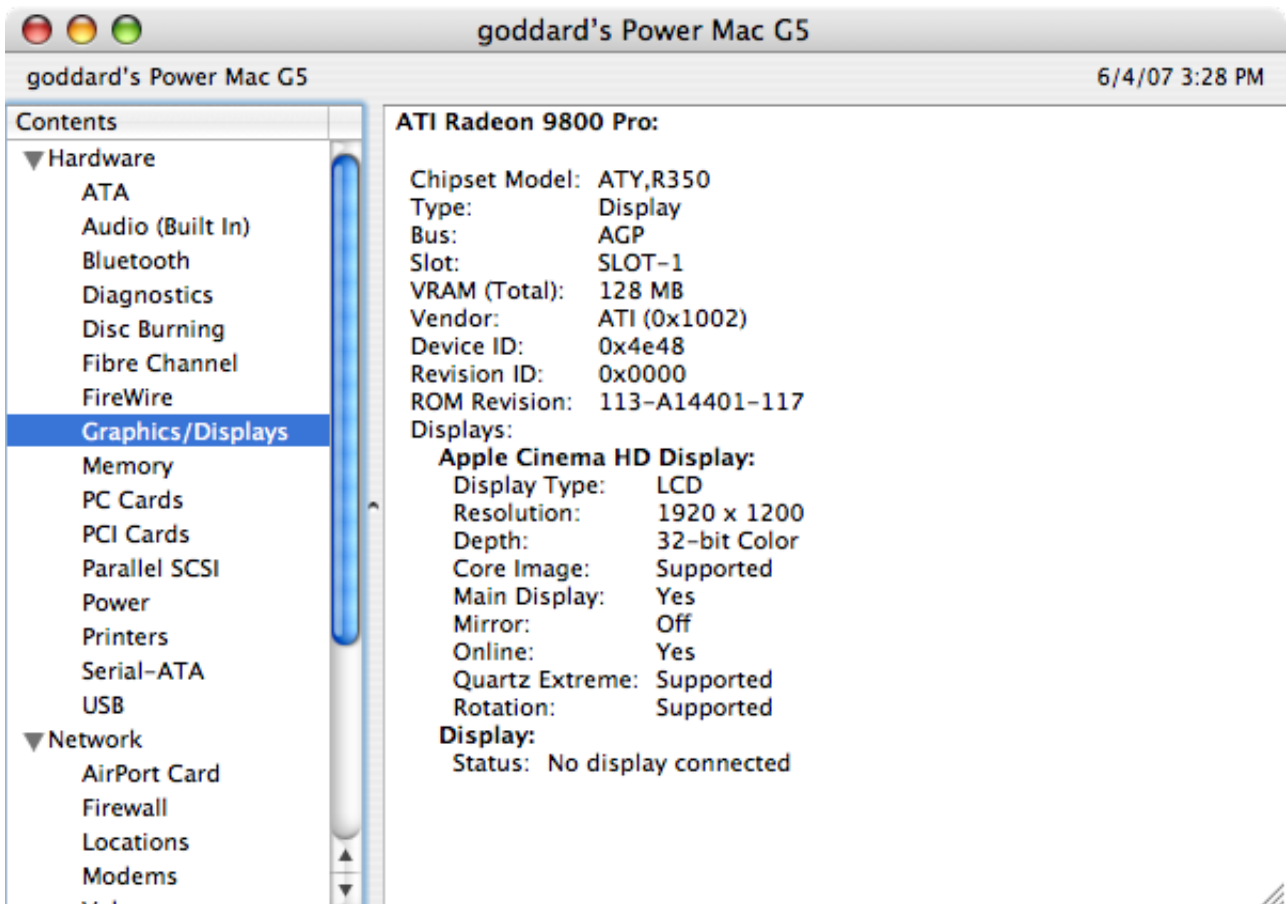 goddard's Power Mac G5
goddard's Power Mac G5
6/4/07 3:28 PM
Contents
Hardware
ATA
Audio (Built In)
Bluetooth
Diagnostics
Disc Burning
Fibre Channel
FireWire
Graphics/Displays
Memory
PC Cards
PCI Cards
Parallel SCSI
Power
Printers
Serial-ATA
USB
Network
AirPort Card
Firewall
Locations
Modems
ATI Radeon 9800 Pro:
Chipset Model: ATY,R350
Type: Display
Bus: AGP
Slot: SLOT-1
VRAM (Total): 128 MB
Vendor: ATI (0x1002)
Device ID: 0x4e48
Revision ID: 0x0000
ROM Revision: 113-A14401-117
Displays:
Apple Cinema HD Display:
Display Type: LCD
Resolution: 1920 x 1200
Depth: 32-bit Color
Core Image: Supported
Main Display: Yes
Mirror: Off
Online: Yes
Quartz Extreme: Supported
Rotation: Supported
Display:
Status: No display connected